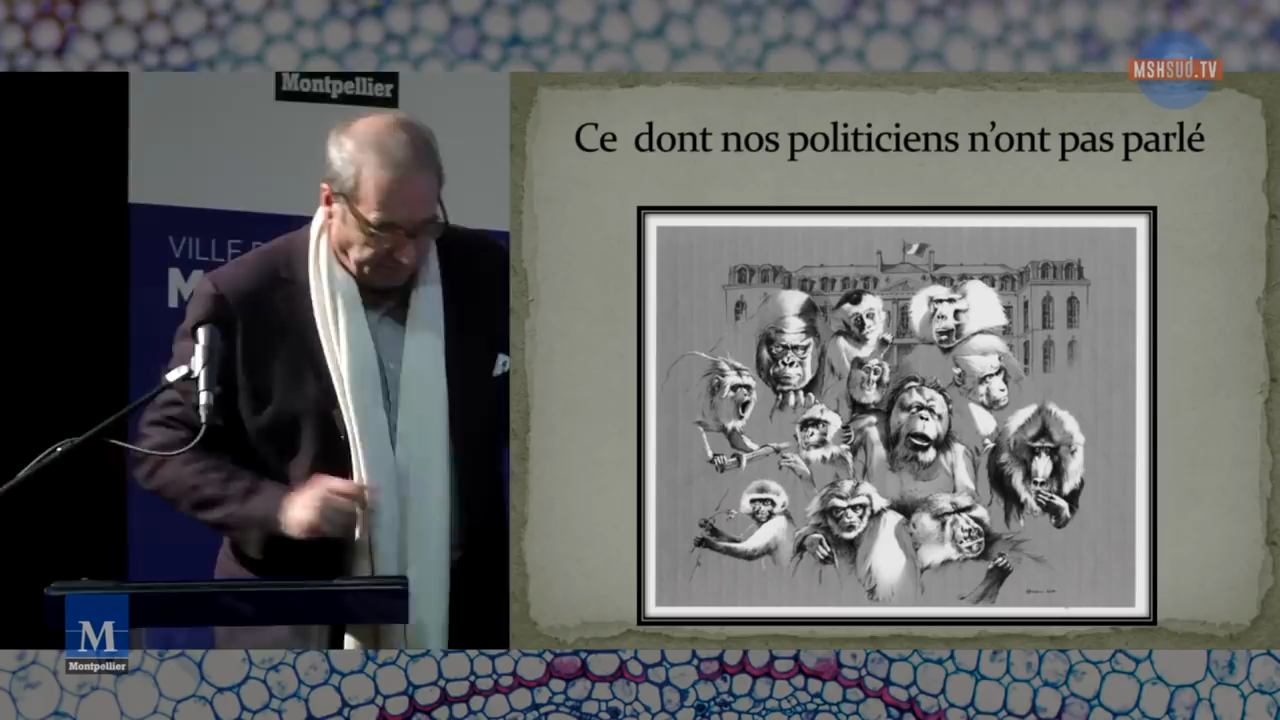 MSHSUD.TV
Montpellier
Ce dont nos politiciens n'ont pas parlé
VILLE
M
M
Montpellier